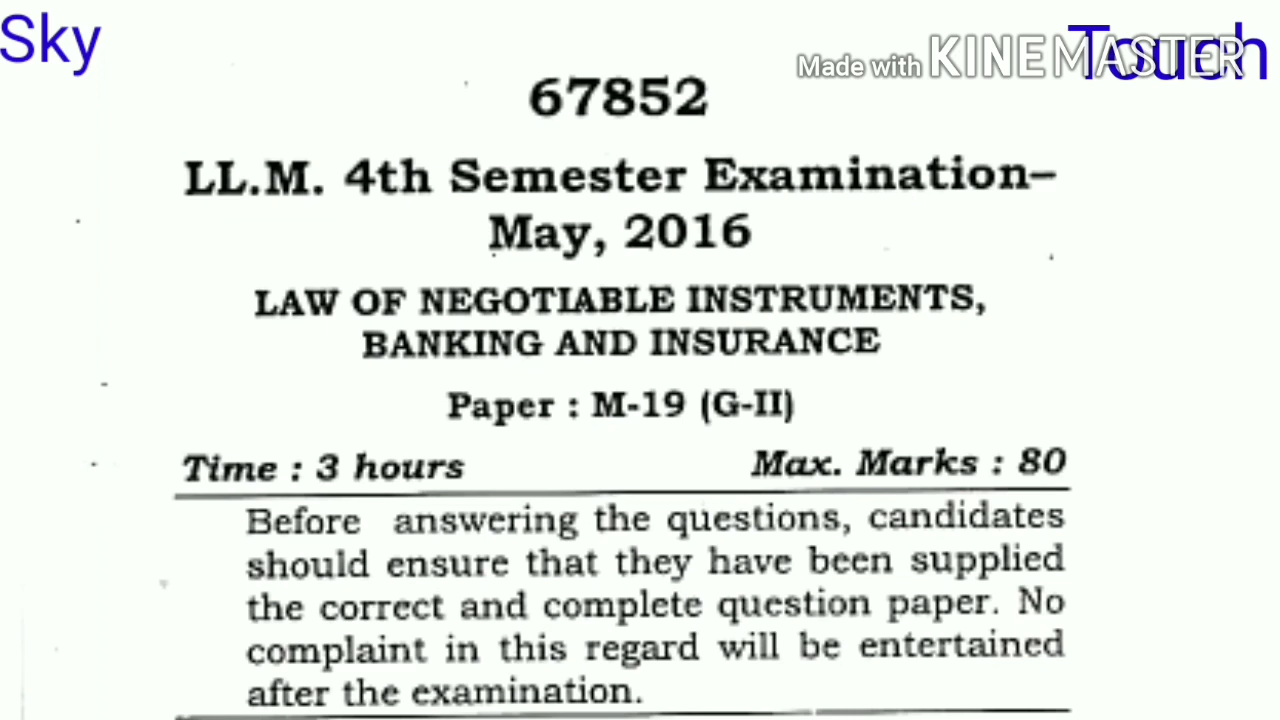 Sky
Touch
Made with KINEMASTER
67852
LL.M. 4th Semester Examination–
May, 2016
LAW OF NEGOTIABLE INSTRUMENTS,
BANKING AND INSURANCE
Paper : M-19 (G-II)
Time : 3 hours Max. Marks : 80
Before answering the questions, candidates
should ensure that they have been supplied
the correct and complete question paper. No
complaint in this regard will be entertained
after the examination.